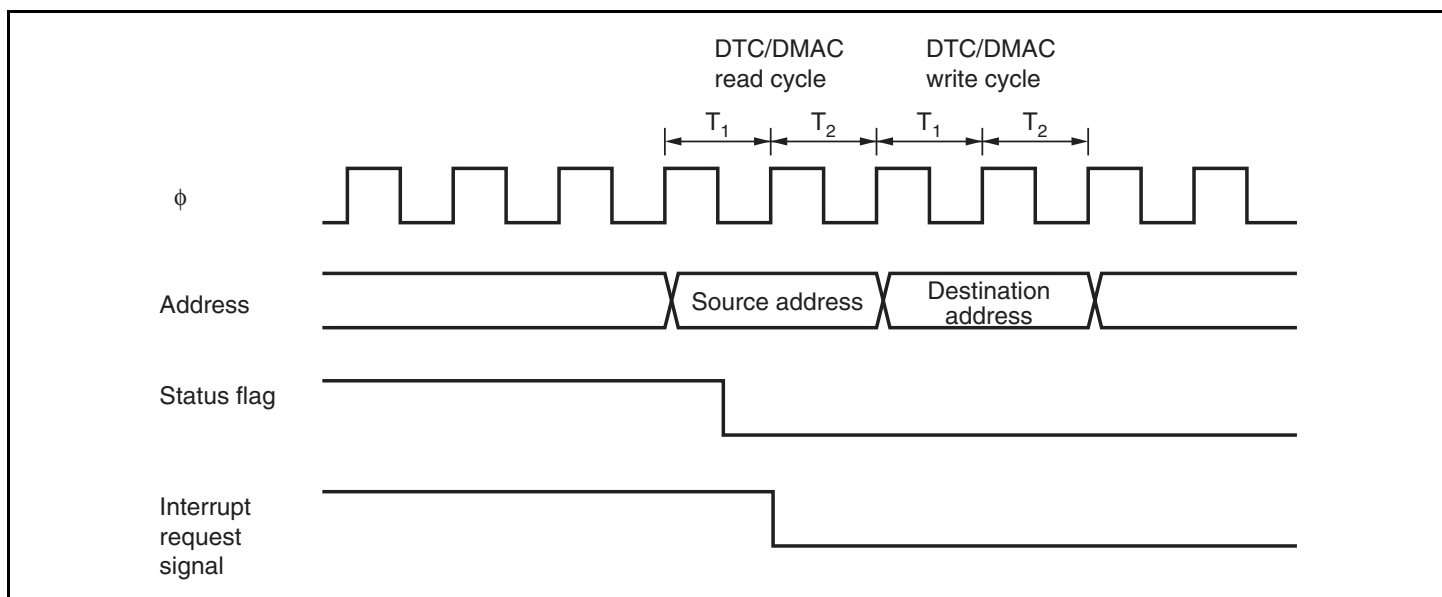 DTC/DMAC DTC/DMAC
read cycle write cycle
T1 T2 T1 T2
ϕ
Address
Source address
Destination
address
Status flag
Interrupt
request
signal